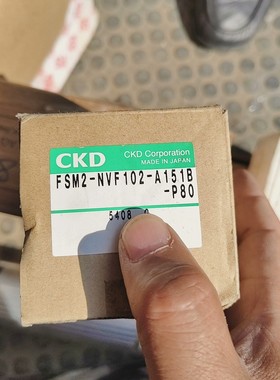 CKD
CKD Corporation
MADE IN JAPAN
FSM2-NVF102-A151B
-P80
5408